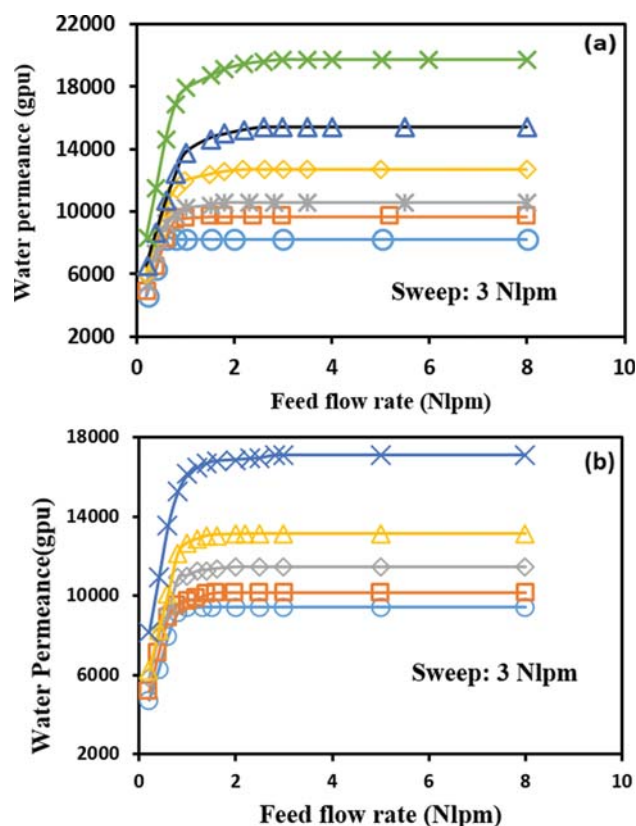 22000
(a)
18000
14000
10000
6000
2000
Water permeance (gpu)
Sweep: 3 Nlpm
0 2 4 6 8 10
Feed flow rate (Nlpm)
18000
(b)
14000
10000
6000
2000
Water Permeance(gpu)
Sweep: 3 Nlpm
0 2 4 6 8 10
Feed flow rate (Nlpm)